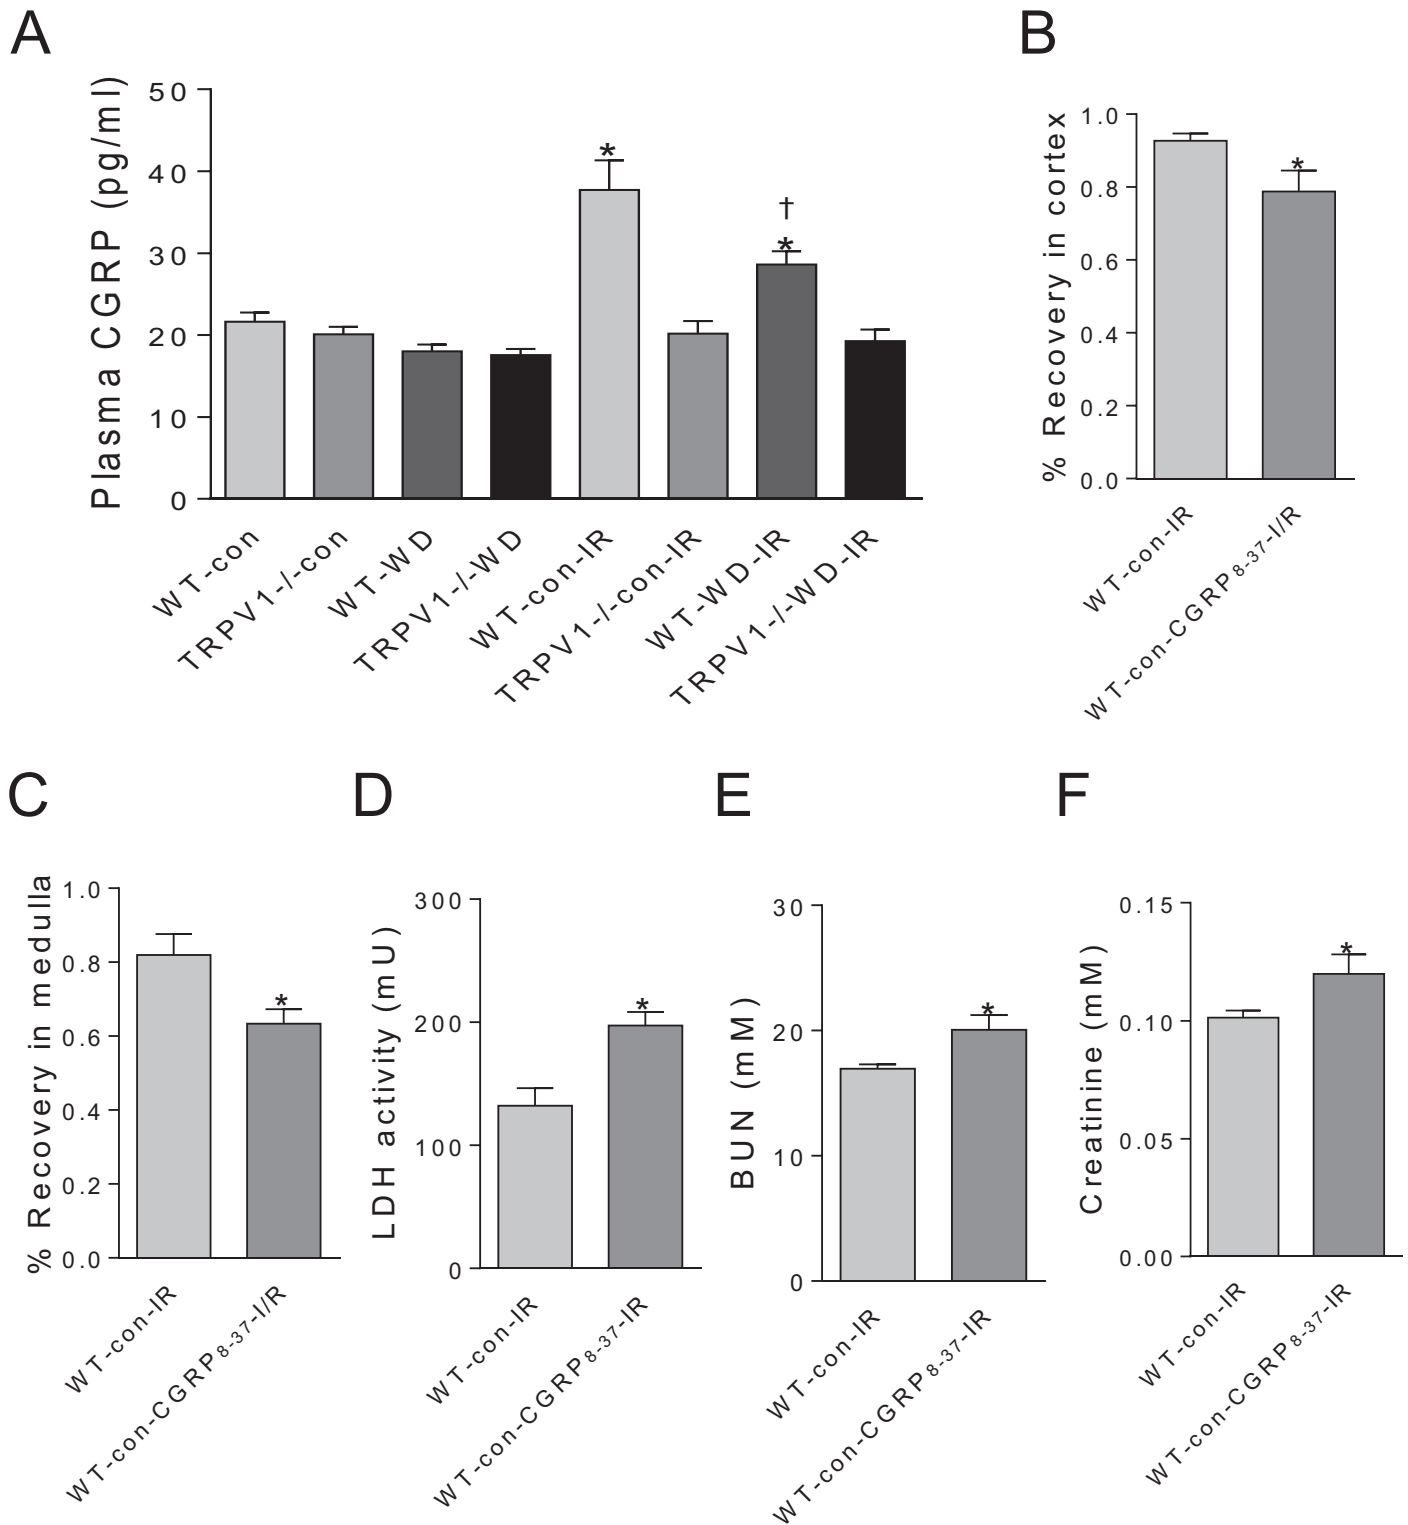 A
Plasma CGRP (pg/ml)
50
40
30
20
10
0
*
†
*
WT-con
TRPV1-/-con
WT-WD
TRPV1-/-WD
WT-con-IR
TRPV1-/-con-IR
WT-WD-IR
TRPV1-/-WD-IR
B
% Recovery in cortex
1.0
0.8
0.6
0.4
0.2
0.0
*
WT-con-IR
WT-con-CGRP8-37-I/R
C
% Recovery in medulla
1.0
0.8
0.6
0.4
0.2
0.0
*
WT-con-IR
WT-con-CGRP8-37-I/R
D
LDH activity (mU)
300
200
100
0
*
WT-con-IR
WT-con-CGRP8-37-IR
E
BUN (mM)
30
20
10
0
*
WT-con-IR
WT-con-CGRP8-37-IR
F
Creatinine (mM)
0.15
0.10
0.05
0.00
*
WT-con-IR
WT-con-CGRP8-37-IR